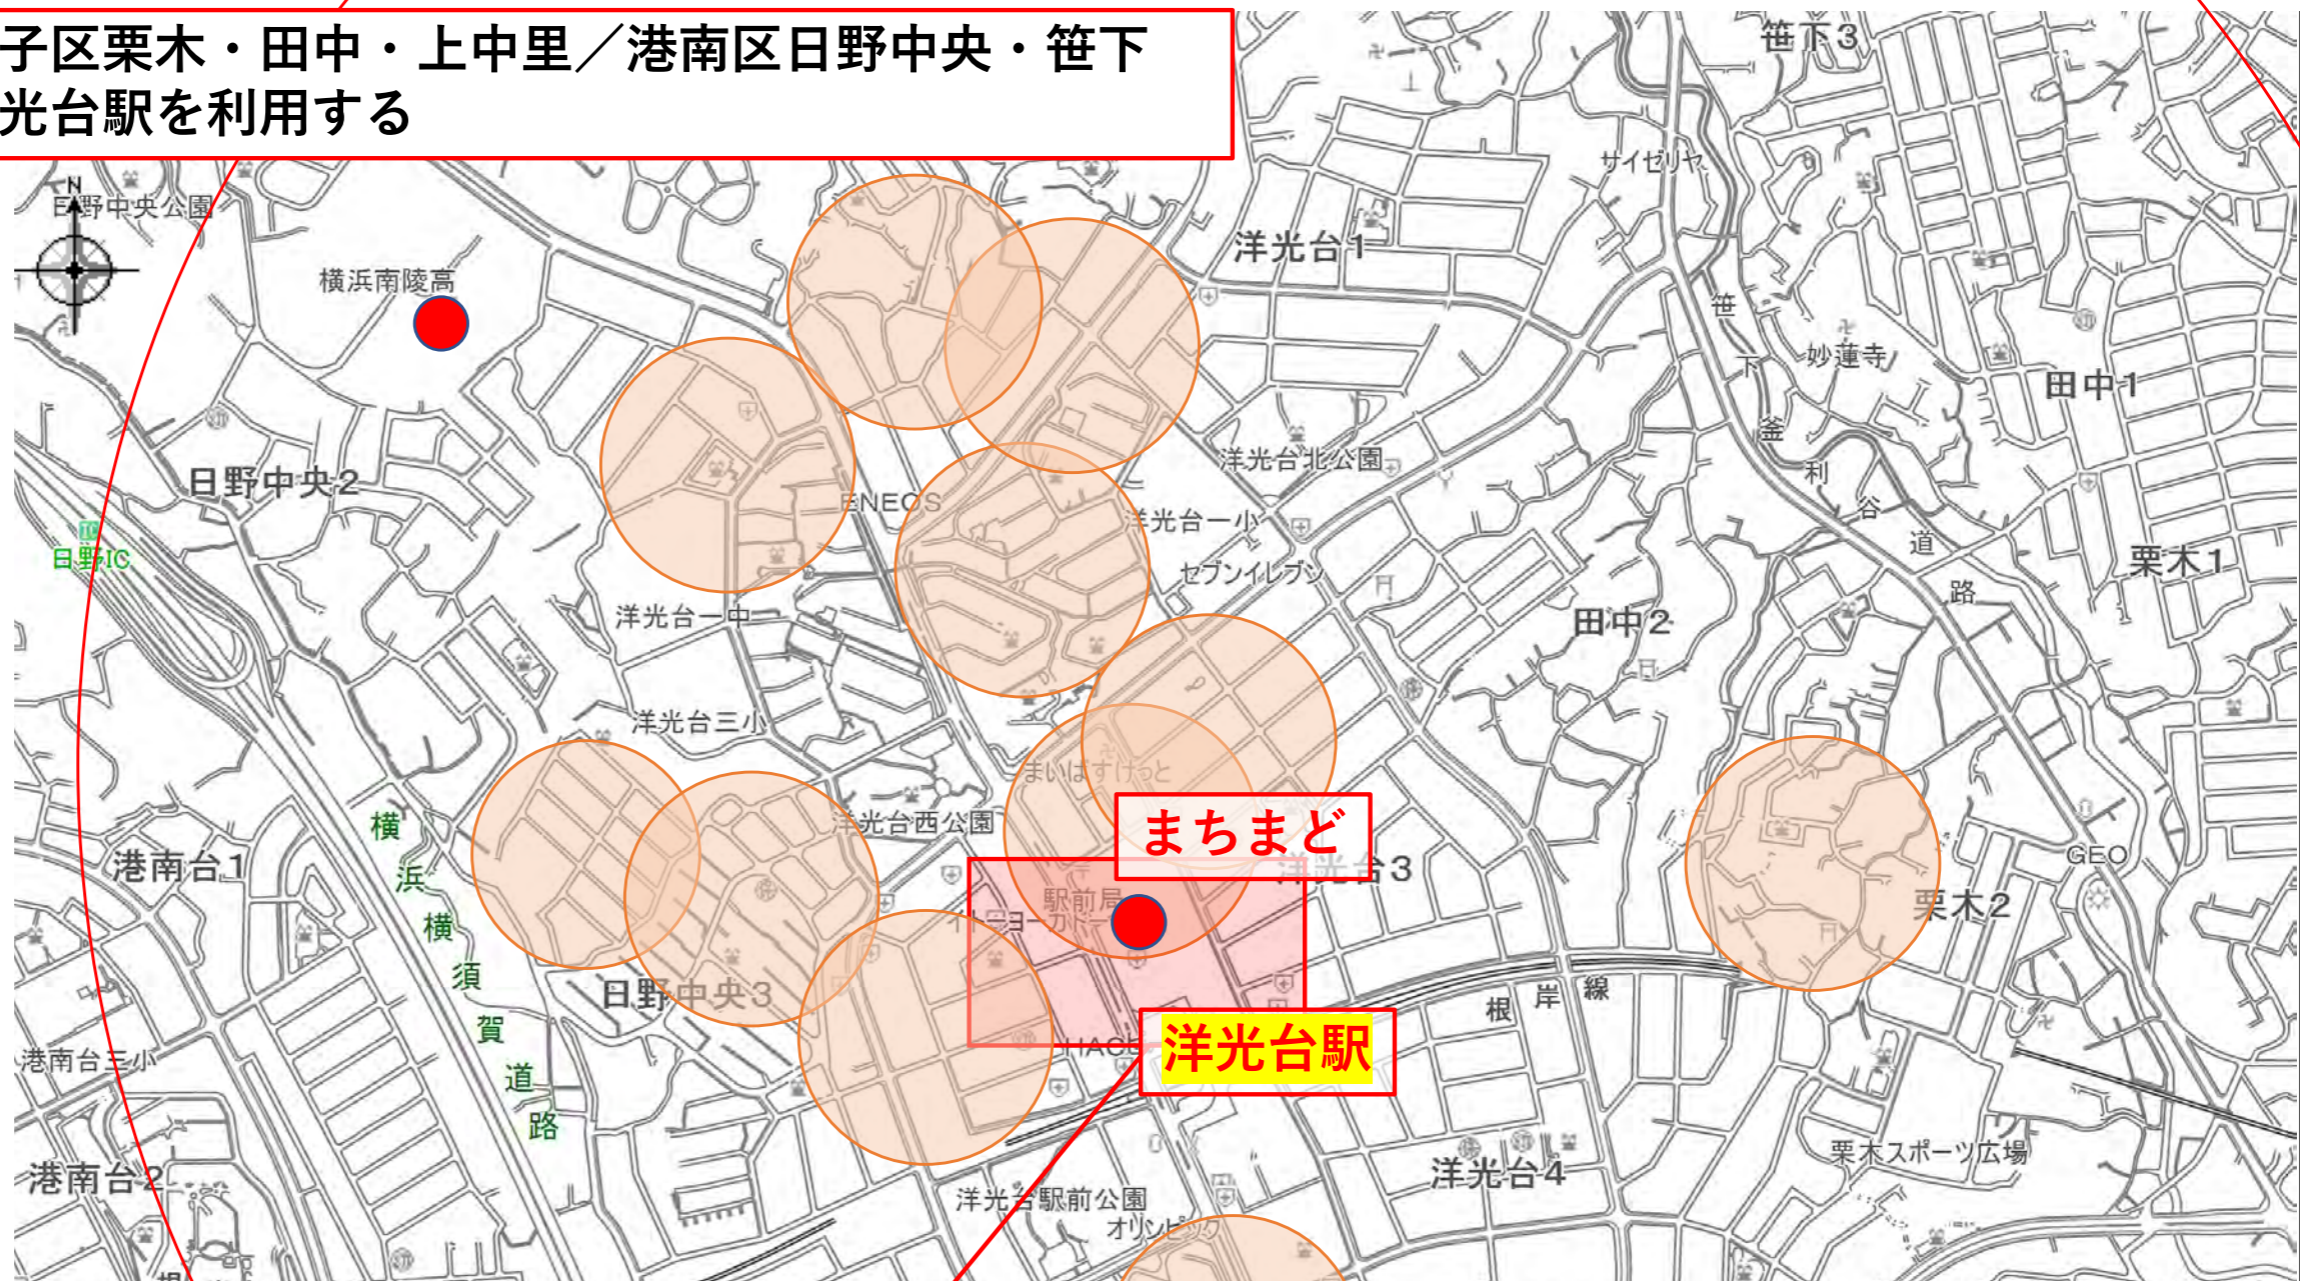 子区栗木・田中・上中里／港南区日野中央・笹下
光台駅を利用する
笹下3
N
日野中央公園
サイゼリヤ
洋光台1
横浜南陵高
笹下釜利谷道路
妙蓮寺
田中1
洋光台北公園
日野中央2
ENEOS
洋光台一小
IC
日野IC
セブンイレブン
栗木1
洋光台一中
田中2
洋光台三小
まいばすけっと
横浜横須賀道路
洋光台西公園
まちまど
港南台1
洋光台3
GEO
駅前局
イトーヨーカドー
栗木2
日野中央3
根岸線
港南台三小
HAC
洋光台駅
栗木スポーツ広場
港南台2
洋光台4
洋光台駅前公園
オリンピック